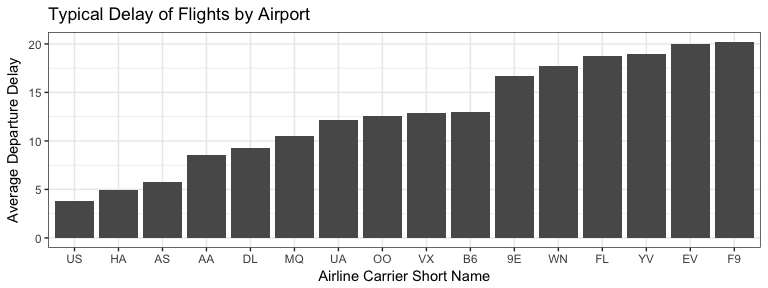 Typical Delay of Flights by Airport
Average Departure Delay
20
15
10
5
0
US HA AS AA DL MQ UA OO VX B6 9E WN FL YV EV F9
Airline Carrier Short Name